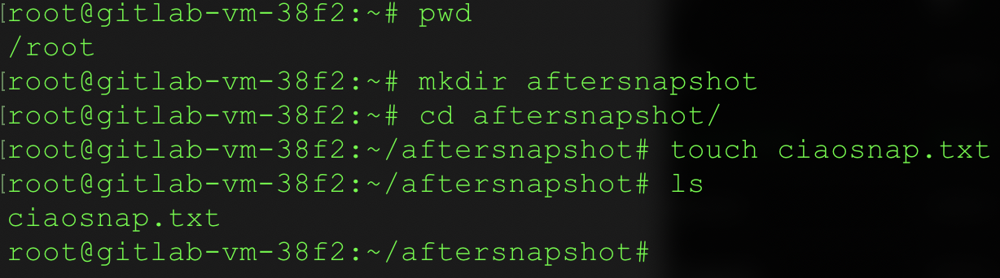 [root@gitlab-vm-38f2:~# pwd
/root
[root@gitlab-vm-38f2:~# mkdir aftersnapshot
[root@gitlab-vm-38f2:~# cd aftersnapshot/
[root@gitlab-vm-38f2:~/aftersnapshot# touch ciaosnap.txt
[root@gitlab-vm-38f2:~/aftersnapshot# ls
ciaosnap.txt
root@gitlab-vm-38f2:~/aftersnapshot#